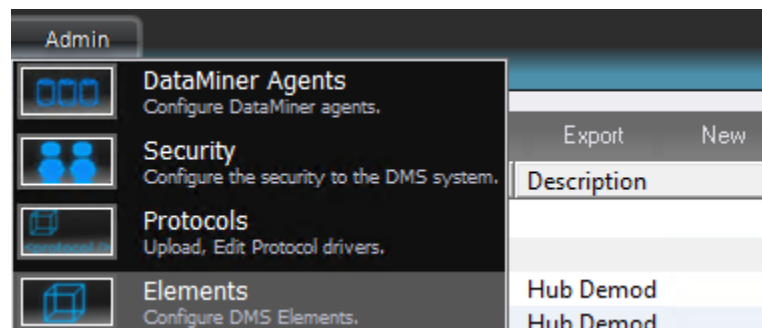 Admin
DataMiner Agents
Configure DataMiner agents.
Export New
Security
Configure the security to the DMS system.
Description
Protocols
Upload, Edit Protocol drivers.
Elements
Hub Demod
Configure DMS Elements.
Hub Demod